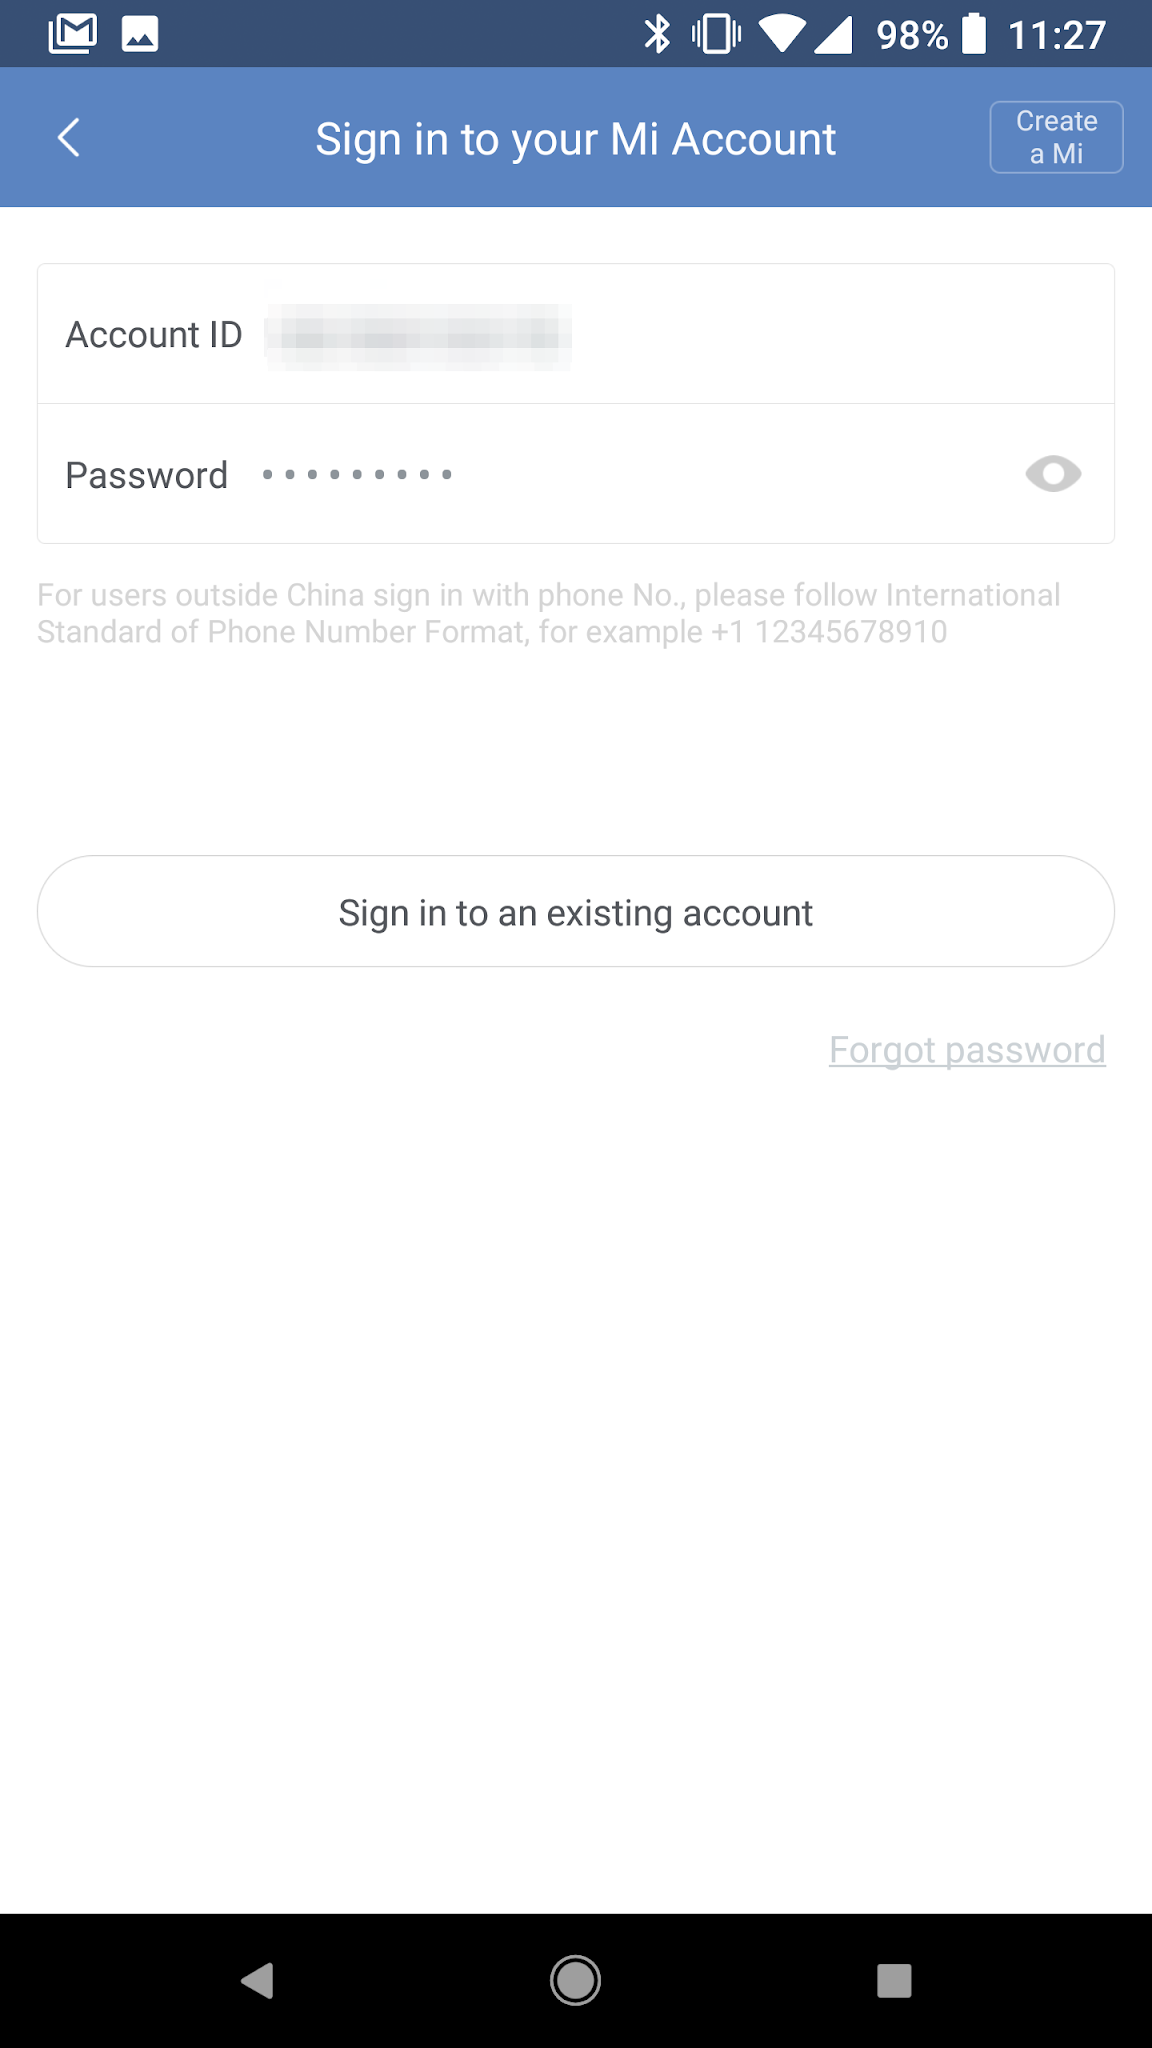 98% 11:27
Sign in to your Mi Account
Create
a Mi
Account ID
Password •••••••••
For users outside China sign in with phone No., please follow International
Standard of Phone Number Format, for example +1 12345678910
Sign in to an existing account
Forgot password